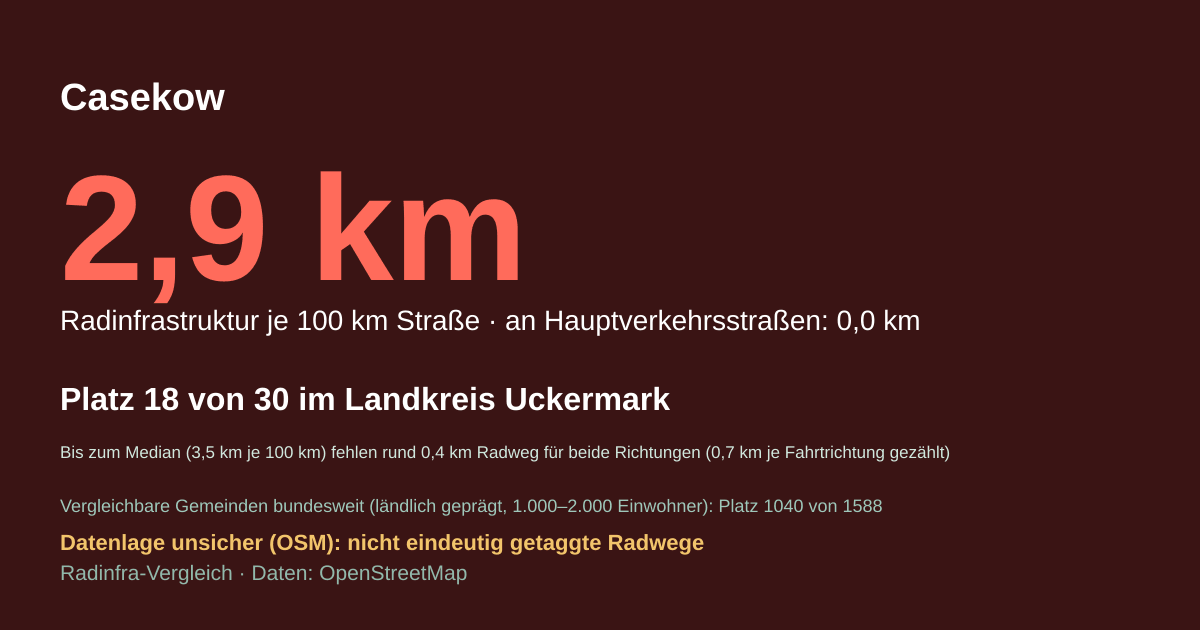 Casekow
2,9 km
Radinfrastruktur je 100 km Straße · an Hauptverkehrsstraßen: 0,0 km
Platz 18 von 30 im Landkreis Uckermark
Bis zum Median (3,5 km je 100 km) fehlen rund 0,4 km Radweg für beide Richtungen (0,7 km je Fahrtrichtung gezählt)
Vergleichbare Gemeinden bundesweit (ländlich geprägt, 1.000–2.000 Einwohner): Platz 1040 von 1588
Datenlage unsicher (OSM): nicht eindeutig getaggte Radwege
Radinfra-Vergleich · Daten: OpenStreetMap